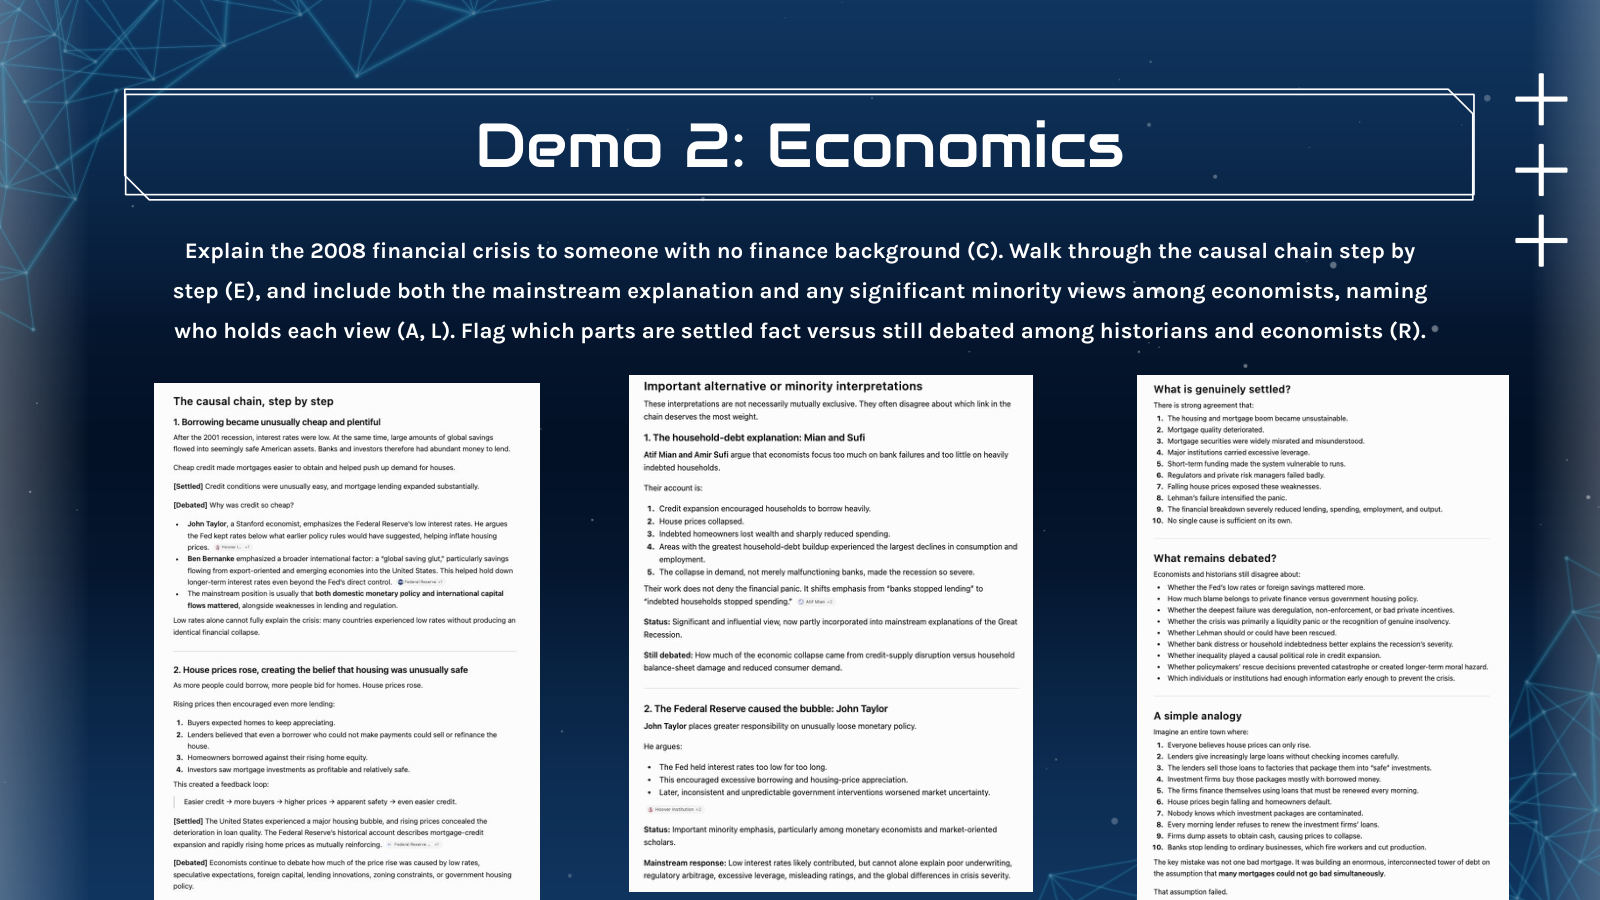 Demo 2: Economics
Explain the 2008 financial crisis to someone with no finance background (C). Walk through the causal chain step by
step (E), and include both the mainstream explanation and any significant minority views among economists, naming
who holds each view (A, L). Flag which parts are settled fact versus still debated among historians and economists (R).
The causal chain, step by step
1. Borrowing became unusually cheap and plentiful
After the 2001 recession, interest rates were low. At the same time, large amounts of global savings
flowed into seemingly safe American assets. Banks and investors therefore had abundant money to lend.
Cheap credit made mortgages easier to obtain and helped push up demand for houses.
[Settled] Credit conditions were unusually easy, and mortgage lending expanded substantially.
[Debated] Why was credit so cheap?
• John Taylor, a Stanford economist, emphasizes the Federal Reserve's low interest rates. He argues
the Fed kept rates below what earlier policy rules would have suggested, helping inflate housing
prices. Hoover I... +1
• Ben Bernanke emphasized a broader international factor: a “global saving glut,” particularly savings
flowing from export-oriented and emerging economies into the United States. This helped hold down
longer-term interest rates even beyond the Fed's direct control. Federal Reserve +1
• The mainstream position is usually that both domestic monetary policy and international capital
flows mattered, alongside weaknesses in lending and regulation.
Low rates alone cannot fully explain the crisis: many countries experienced low rates without producing an
identical financial collapse.
2. House prices rose, creating the belief that housing was unusually safe
As more people could borrow, more people bid for homes. House prices rose.
Rising prices then encouraged even more lending:
1. Buyers expected homes to keep appreciating.
2. Lenders believed that even a borrower who could not make payments could sell or refinance the
house.
3. Homeowners borrowed against their rising home equity.
4. Investors saw mortgage investments as profitable and relatively safe.
This created a feedback loop:
Easier credit → more buyers → higher prices → apparent safety → even easier credit.
[Settled] The United States experienced a major housing bubble, and rising prices concealed the
deterioration in loan quality. The Federal Reserve's historical account describes mortgage-credit
expansion and rapidly rising home prices as mutually reinforcing. Federal Reserve ... +1
[Debated] Economists continue to debate how much of the price rise was caused by low rates,
speculative expectations, foreign capital, lending innovations, zoning constraints, or government housing
policy.
Important alternative or minority interpretations
These interpretations are not necessarily mutually exclusive. They often disagree about which link in the
chain deserves the most weight.
1. The household-debt explanation: Mian and Sufi
Atif Mian and Amir Sufi argue that economists focus too much on bank failures and too little on heavily
indebted households.
Their account is:
1. Credit expansion encouraged households to borrow heavily.
2. House prices collapsed.
3. Indebted homeowners lost wealth and sharply reduced spending.
4. Areas with the greatest household-debt buildup experienced the largest declines in consumption and
employment.
5. The collapse in demand, not merely malfunctioning banks, made the recession so severe.
Their work does not deny the financial panic. It shifts emphasis from “banks stopped lending” to
“indebted households stopped spending.” Atif Mian +2
Status: Significant and influential view, now partly incorporated into mainstream explanations of the Great
Recession.
Still debated: How much of the economic collapse came from credit-supply disruption versus household
balance-sheet damage and reduced consumer demand.
2. The Federal Reserve caused the bubble: John Taylor
John Taylor places greater responsibility on unusually loose monetary policy.
He argues:
• The Fed held interest rates too low for too long.
• This encouraged excessive borrowing and housing-price appreciation.
• Later, inconsistent and unpredictable government interventions worsened market uncertainty.
Hoover Institution +2
Status: Important minority emphasis, particularly among monetary economists and market-oriented
scholars.
Mainstream response: Low interest rates likely contributed, but cannot alone explain poor underwriting,
regulatory arbitrage, excessive leverage, misleading ratings, and the global differences in crisis severity.
What is genuinely settled?
There is strong agreement that:
1. The housing and mortgage boom became unsustainable.
2. Mortgage quality deteriorated.
3. Mortgage securities were widely misrated and misunderstood.
4. Major institutions carried excessive leverage.
5. Short-term funding made the system vulnerable to runs.
6. Regulators and private risk managers failed badly.
7. Falling house prices exposed these weaknesses.
8. Lehman's failure intensified the panic.
9. The financial breakdown severely reduced lending, spending, employment, and output.
10. No single cause is sufficient on its own.
What remains debated?
Economists and historians still disagree about:
• Whether the Fed's low rates or foreign savings mattered more.
• How much blame belongs to private finance versus government housing policy.
• Whether the deepest failure was deregulation, non-enforcement, or bad private incentives.
• Whether the crisis was primarily a liquidity panic or the recognition of genuine insolvency.
• Whether Lehman should or could have been rescued.
• Whether bank distress or household indebtedness better explains the recession's severity.
• Whether inequality played a causal political role in credit expansion.
• Whether policymakers' rescue decisions prevented catastrophe or created longer-term moral hazard.
• Which individuals or institutions had enough information early enough to prevent the crisis.
A simple analogy
Imagine an entire town where:
1. Everyone believes house prices can only rise.
2. Lenders give increasingly large loans without checking incomes carefully.
3. The lenders sell those loans to factories that package them into “safe” investments.
4. Investment firms buy those packages mostly with borrowed money.
5. The firms finance themselves using loans that must be renewed every morning.
6. House prices begin falling and homeowners default.
7. Nobody knows which investment packages are contaminated.
8. Every morning lender refuses to renew the investment firms' loans.
9. Firms dump assets to obtain cash, causing prices to collapse.
10. Banks stop lending to ordinary businesses, which fire workers and cut production.
The key mistake was not one bad mortgage. It was building an enormous, interconnected tower of debt on
the assumption that many mortgages could not go bad simultaneously.
That assumption failed.